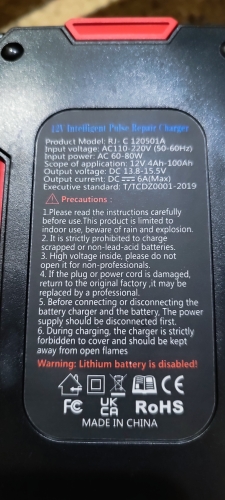 12V Intelligent Pulse Repair Charger
Product Model: RJ- C 120501A
Input voltage: AC110-220V (50-60Hz)
Input power: AC 60-80W
Scope of application: 12V 4Ah-100Ah
Output voltage: DC 13.8-15.5V
Output current: DC ⎓ 6A(Max)
Executive standard: T/TCDZ0001-2019
⚠ Precautions :
1.Please read the instructions carefully
before use.This product is limited to
indoor use, beware of rain and explosion.
2. It is strictly prohibited to charge
scrapped or non-lead-acid batteries.
3. High voltage inside, please do not
open it for non-professionals.
4. If the plug or power cord is damaged,
return to the original factory ,it may be
replaced by a professional.
5. Before connecting or disconnecting the
battery charger and the battery, The power
supply should be disconnected first.
6. During charging, the charger is strictly
forbidden to cover and should be kept
away from open flames
Warning: Lithium battery is disabled!
CE
FC UK CA RoHS
MADE IN CHINA